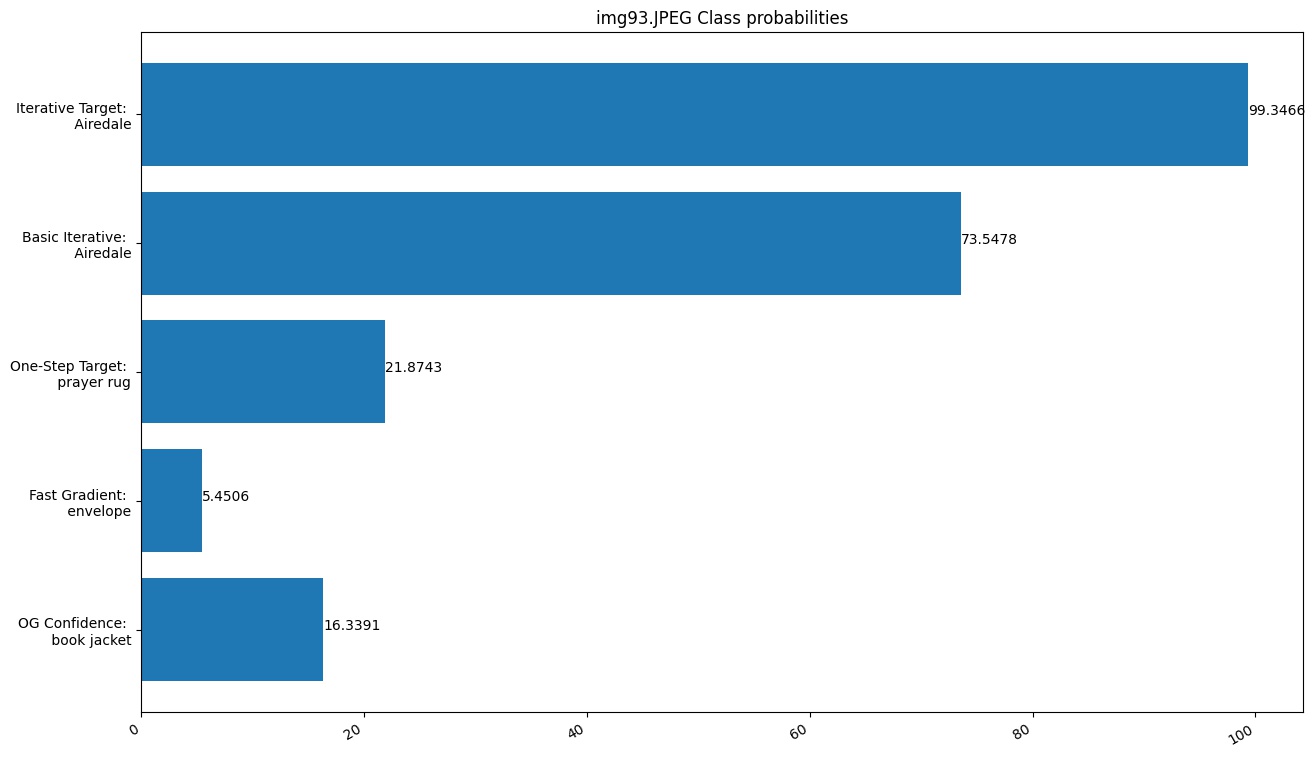 img93.JPEG Class probabilities
Iterative Target:
Airedale
99.3466
Basic Iterative:
Airedale
73.5478
One-Step Target:
prayer rug
21.8743
Fast Gradient:
envelope
5.4506
OG Confidence:
book jacket
16.3391
0 20 40 60 80 100